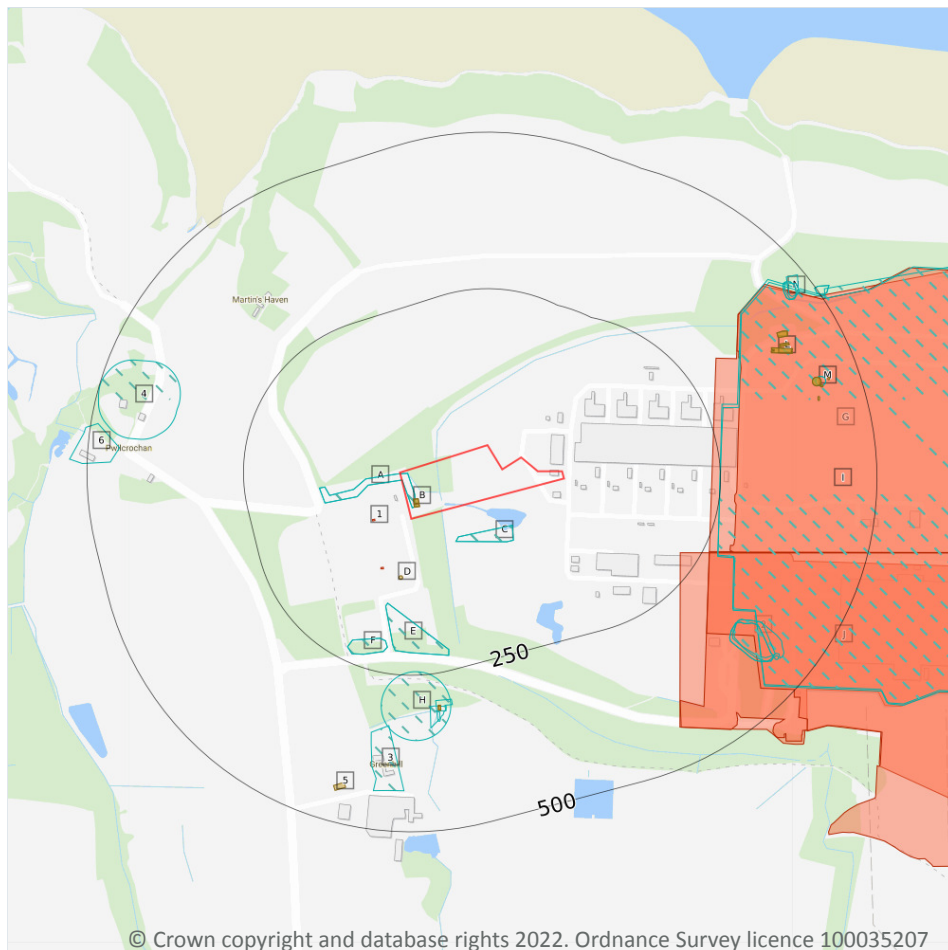 N
Martin's Haven
M
4
G
6
Pwllcrochan
A
I
B
1
C
D
E
F
J
250
H
3
5
500
© Crown copyright and database rights 2022. Ordnance Survey licence 100035207